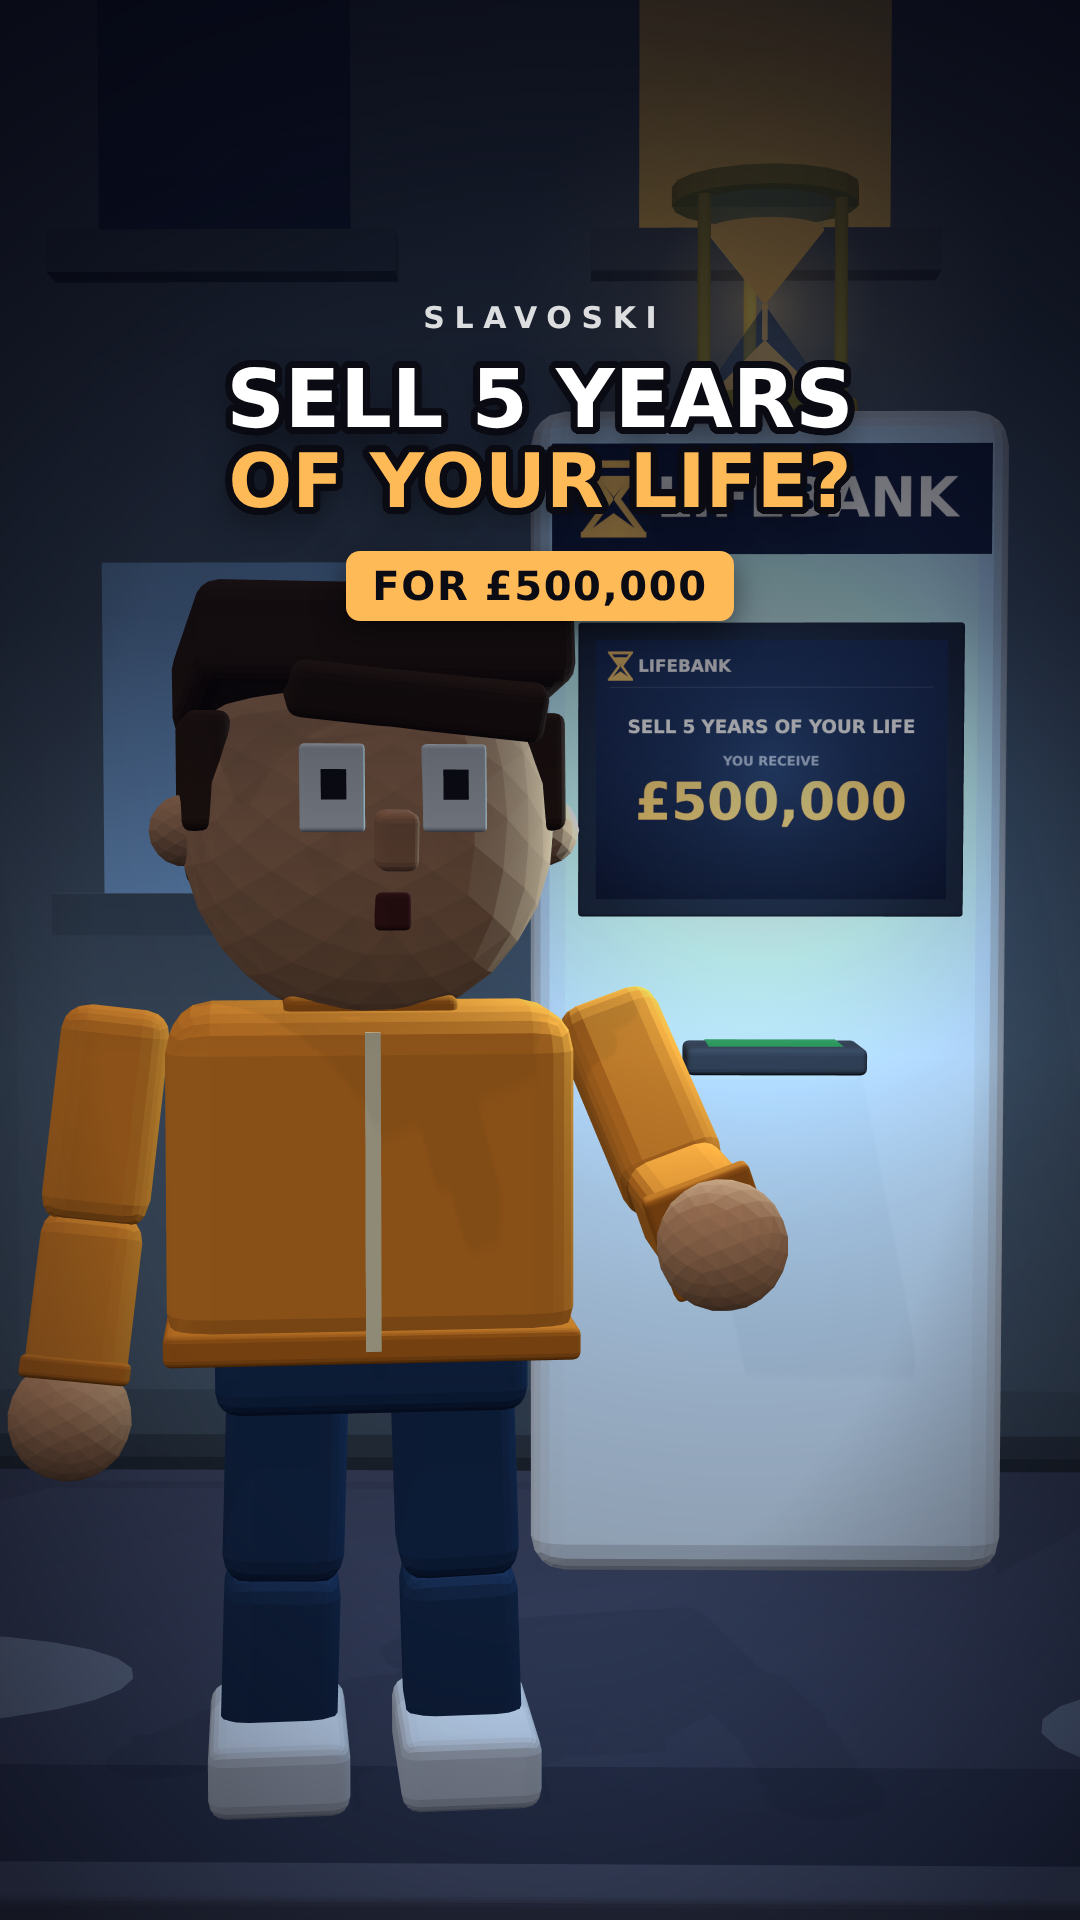 SLAVOSKI
SELL 5 YEARS
OF YOUR LIFE?
LIFEBANK
FOR £500,000
LIFEBANK
SELL 5 YEARS OF YOUR LIFE
YOU RECEIVE
£500,000